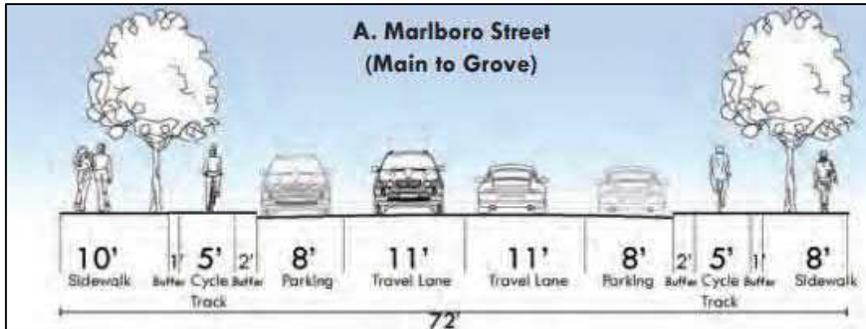 A. Marlboro Street
(Main to Grove)
10' 1' 5' 2' 8' 11' 11' 8' 2' 5' 1' 8'
Sidewalk Buffer Cycle Buffer Parking Travel Lane Travel Lane Parking Buffer Cycle Buffer Sidewalk
Track Track
72'